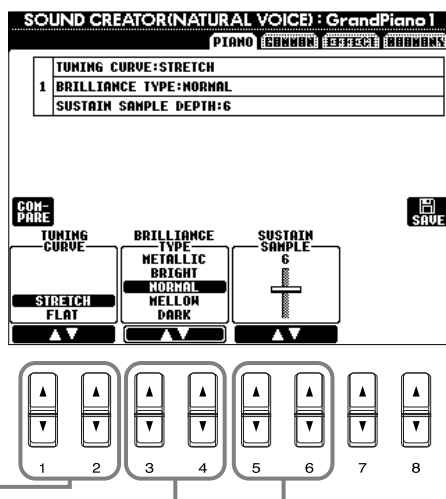 SOUND CREATOR(NATURAL VOICE) : GrandPiano1
PIANO COMMON EFFECT HARMONY
TUNING CURVE:STRETCH
1 BRILLIANCE TYPE:NORMAL
SUSTAIN SAMPLE DEPTH:6
COM-
PARE
SAVE
TUNING
CURVE
STRETCH
FLAT
BRILLIANCE
TYPE
METALLIC
BRIGHT
NORMAL
MELLOW
DARK
SUSTAIN
SAMPLE
6
1 2 3 4 5 6 7 8